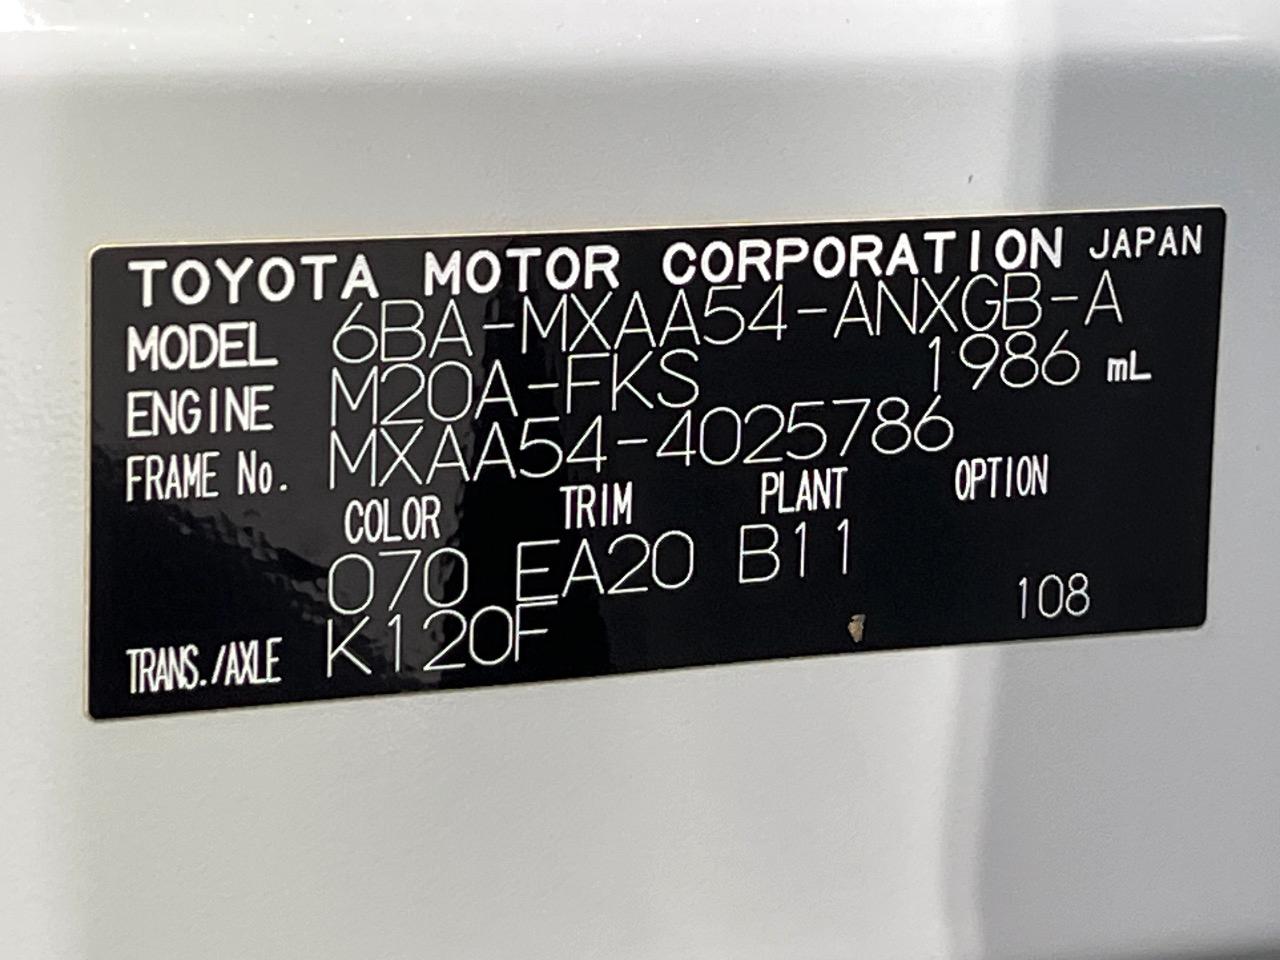 TOYOTA MOTOR CORPORATION JAPAN
MODEL 6BA-MXAA54-ANXGB-A
ENGINE M20A-FKS 1986 mL
FRAME No. MXAA54-4025786
COLOR TRIM PLANT OPTION
070 EA20 B11
TRANS./AXLE K120F 108